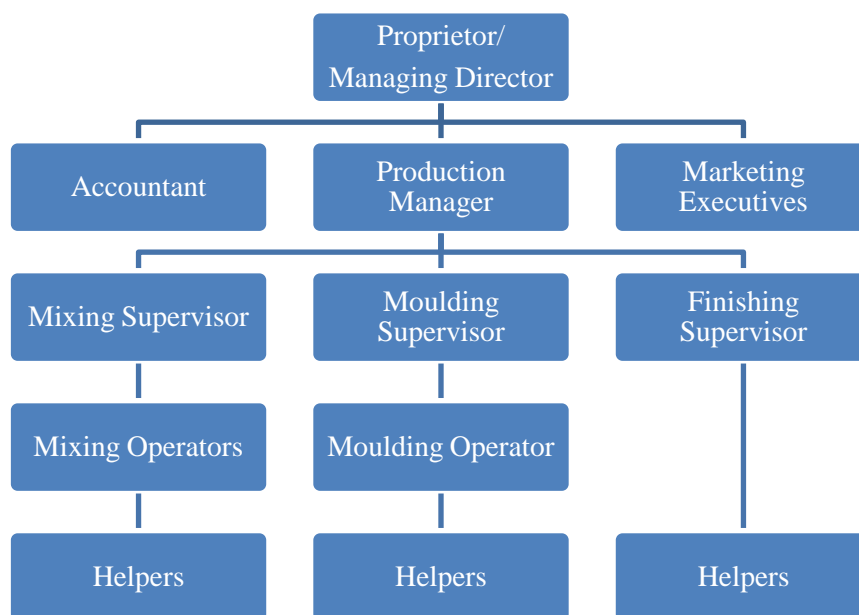 Proprietor/
Managing Director
Accountant
Production
Manager
Marketing
Executives
Mixing Supervisor
Moulding
Supervisor
Finishing
Supervisor
Mixing Operators
Moulding Operator
Helpers
Helpers
Helpers